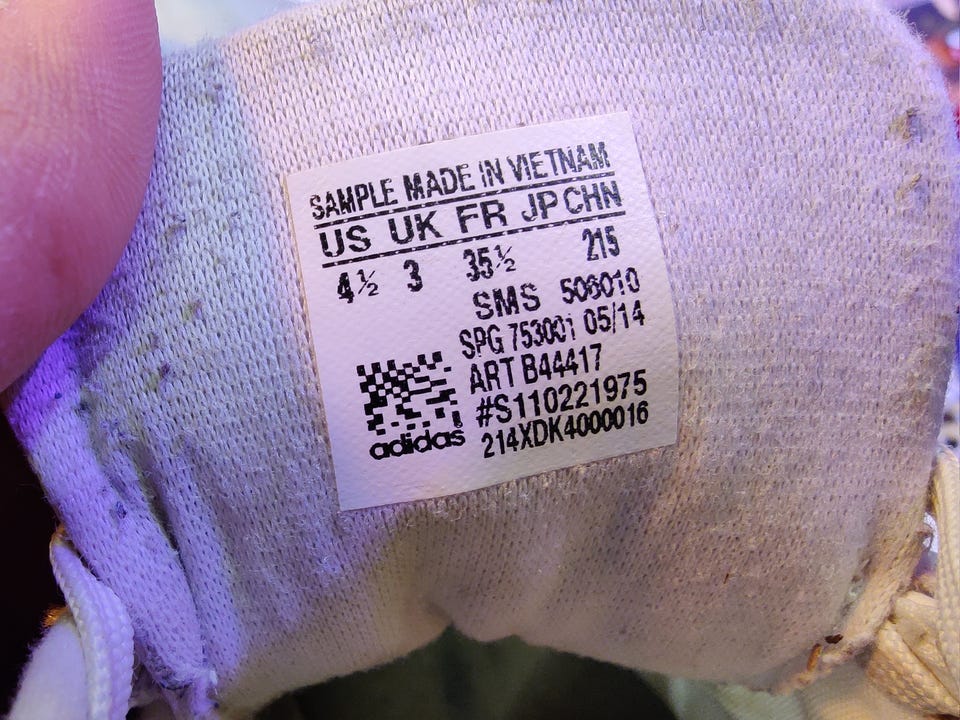 SAMPLE MADE IN VIETNAM
US UK FR JP CHN
4½ 3 35½ 215
SMS 506010
SPG 753001 05/14
ART B44417
#S110221975
214XDK4000016
adidas